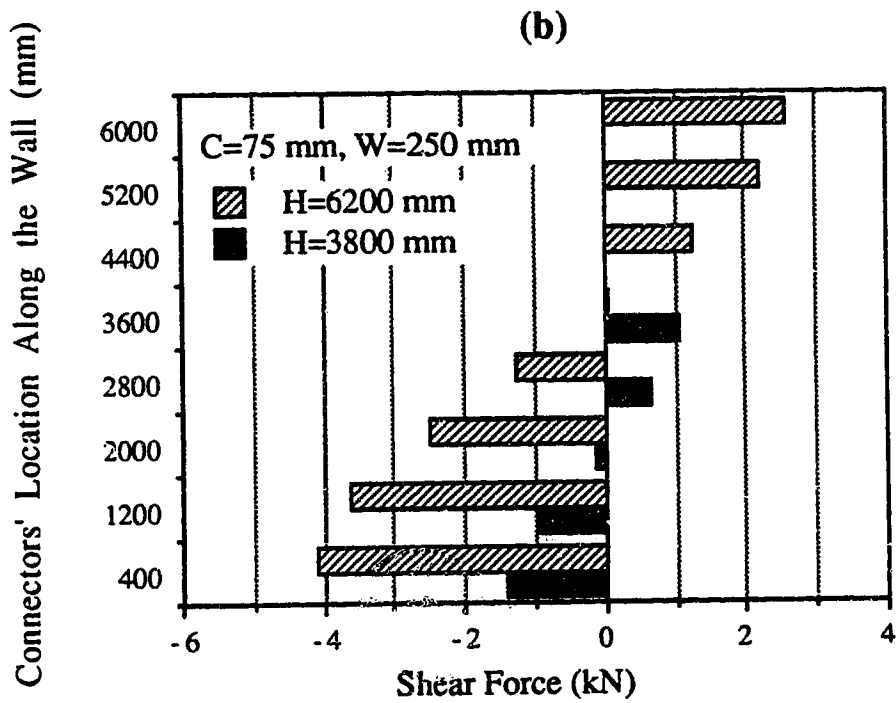 (b)
Connectors' Location Along the Wall (mm)
6000
5200
4400
3600
2800
2000
1200
400
C=75 mm, W=250 mm
H=6200 mm
H=3800 mm
-6 -4 -2 0 2 4
Shear Force (kN)